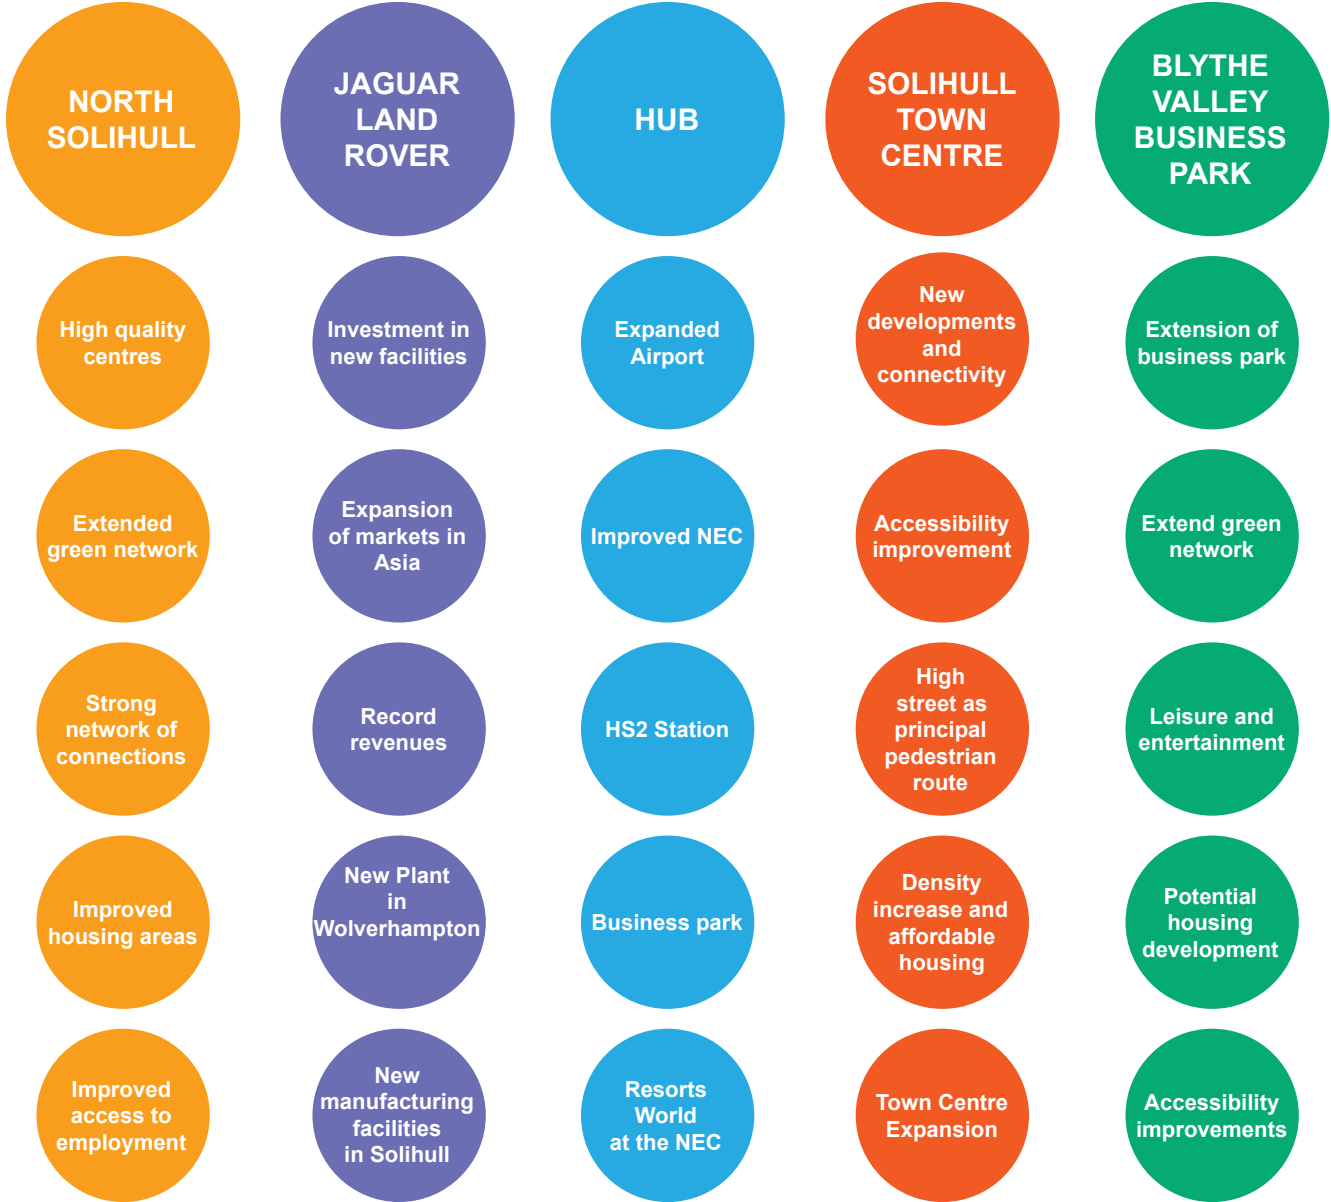 NORTH
SOLIHULL
JAGUAR
LAND
ROVER
HUB
SOLIHULL
TOWN
CENTRE
BLYTHE
VALLEY
BUSINESS
PARK
High quality
centres
Investment in
new facilities
Expanded
Airport
New
developments
and
connectivity
Extension of
business park
Extended
green network
Expansion
of markets in
Asia
Improved NEC
Accessibility
improvement
Extend green
network
Strong
network of
connections
Record
revenues
HS2 Station
High
street as
principal
pedestrian
route
Leisure and
entertainment
Improved
housing areas
New Plant
in
Wolverhampton
Business park
Density
increase and
affordable
housing
Potential
housing
development
Improved
access to
employment
New
manufacturing
facilities
in Solihull
Resorts
World
at the NEC
Town Centre
Expansion
Accessibility
improvements